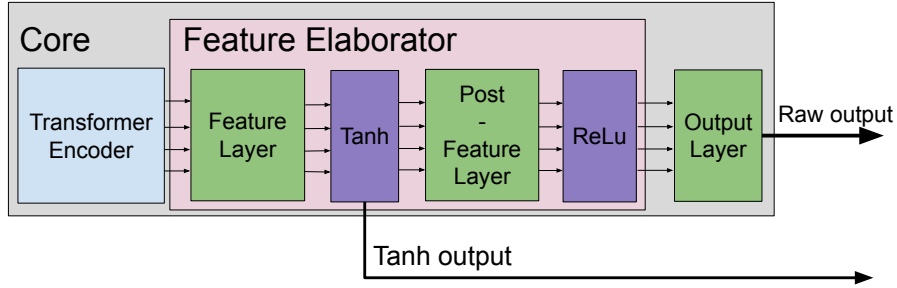 Core
Feature Elaborator
Transformer
Encoder
Feature
Layer
Tanh
Post
-
Feature
Layer
ReLu
Output
Layer
Raw output
Tanh output